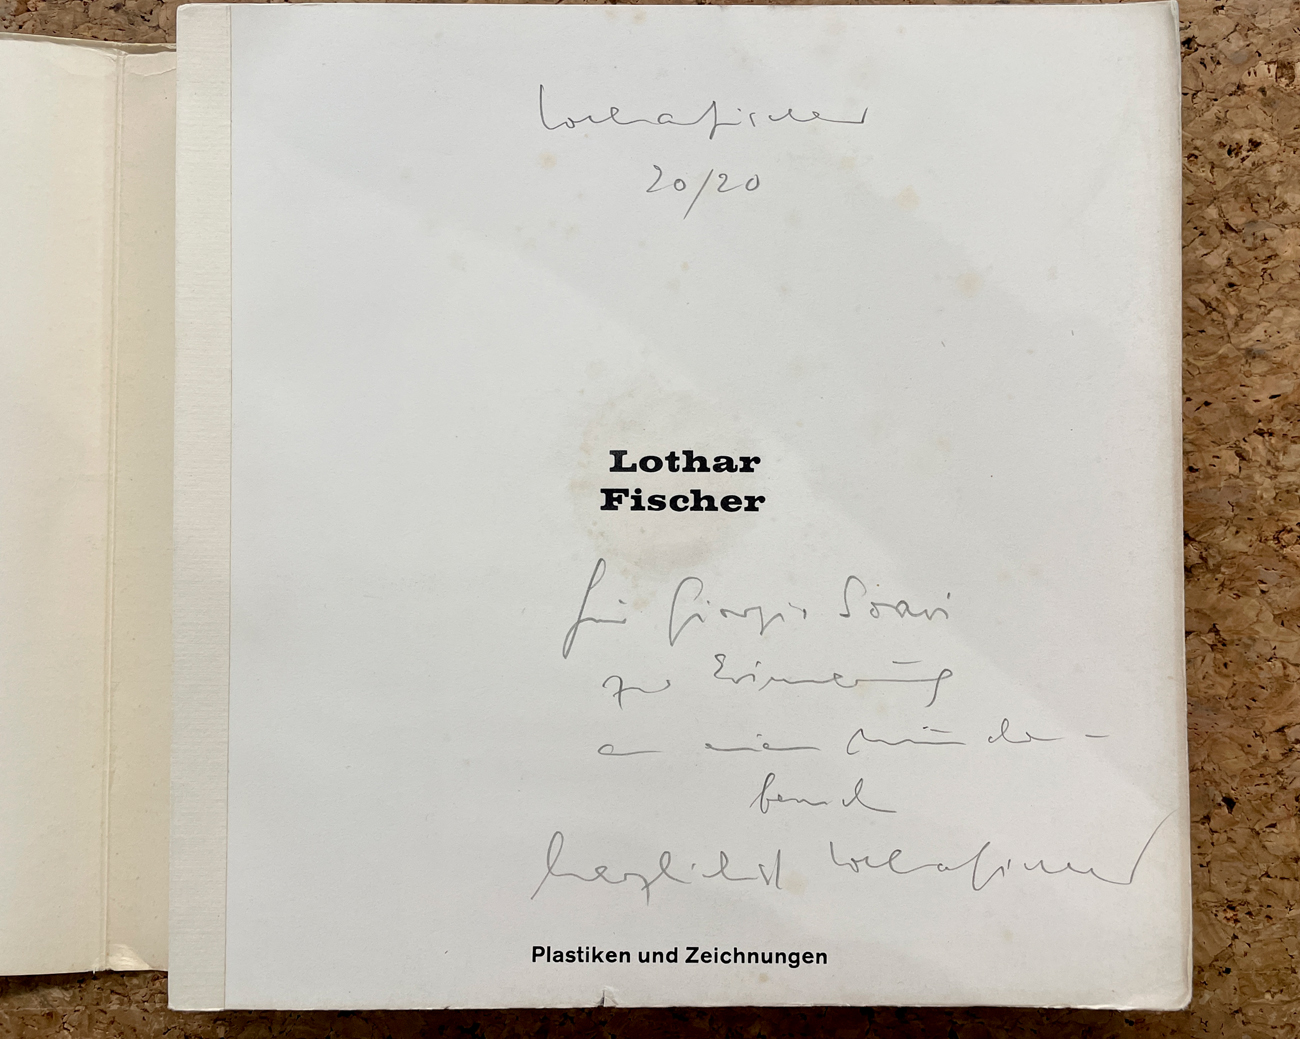 Lothar Fischer
20/20
Lothar
Fischer
für Giorgio Soavi
zur Erinnerung
an einen
besuch
herzlichst Lothar Fischer
Plastiken und Zeichnungen